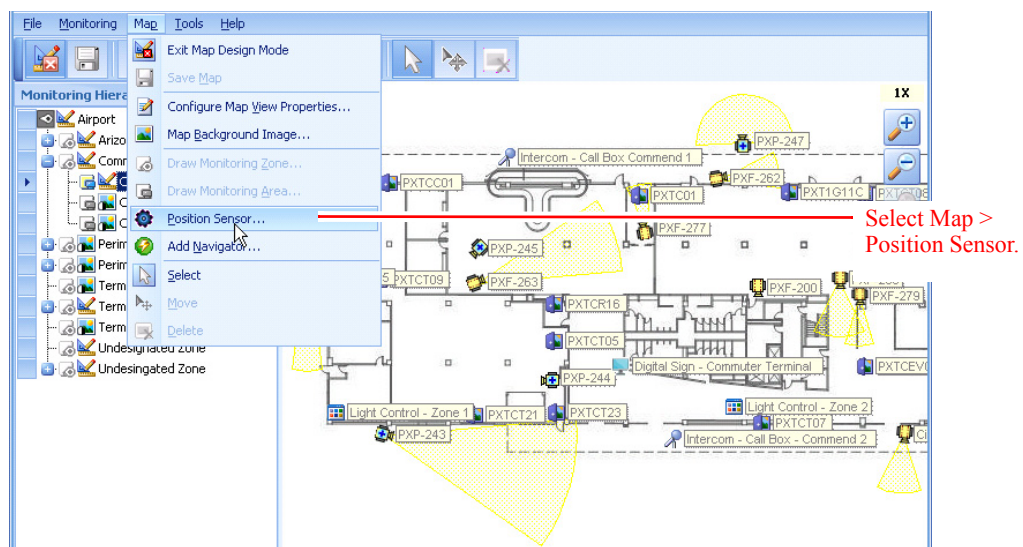 File Monitoring Map Tools Help
Exit Map Design Mode
Save Map
Configure Map View Properties...
Map Background Image...
Draw Monitoring Zone...
Draw Monitoring Area...
Position Sensor...
Add Navigator...
Select
Move
Delete
Monitoring Hiera
Airport
Arizo
Comm
Perim
Perim
Term
Term
Term
Undesignated Zone
Undesingated Zone
1X
PXP-247
Intercom - Call Box Commend 1
PXF-262
PXTCC01
PXTC01
PXT1G11C
PXF-277
PXP-245
PXTCT09
PXF-263
PXF-200
PXF-279
PXTCR16
PXTCT05
Digital Sign - Commuter Terminal
PXTCEV0
PXP-244
Light Control - Zone 1
PXTCT21
PXTCT23
Light Control - Zone 2
PXTCT07
PXP-243
Intercom - Call Box - Commend 2
Ci
Select Map >
Position Sensor.